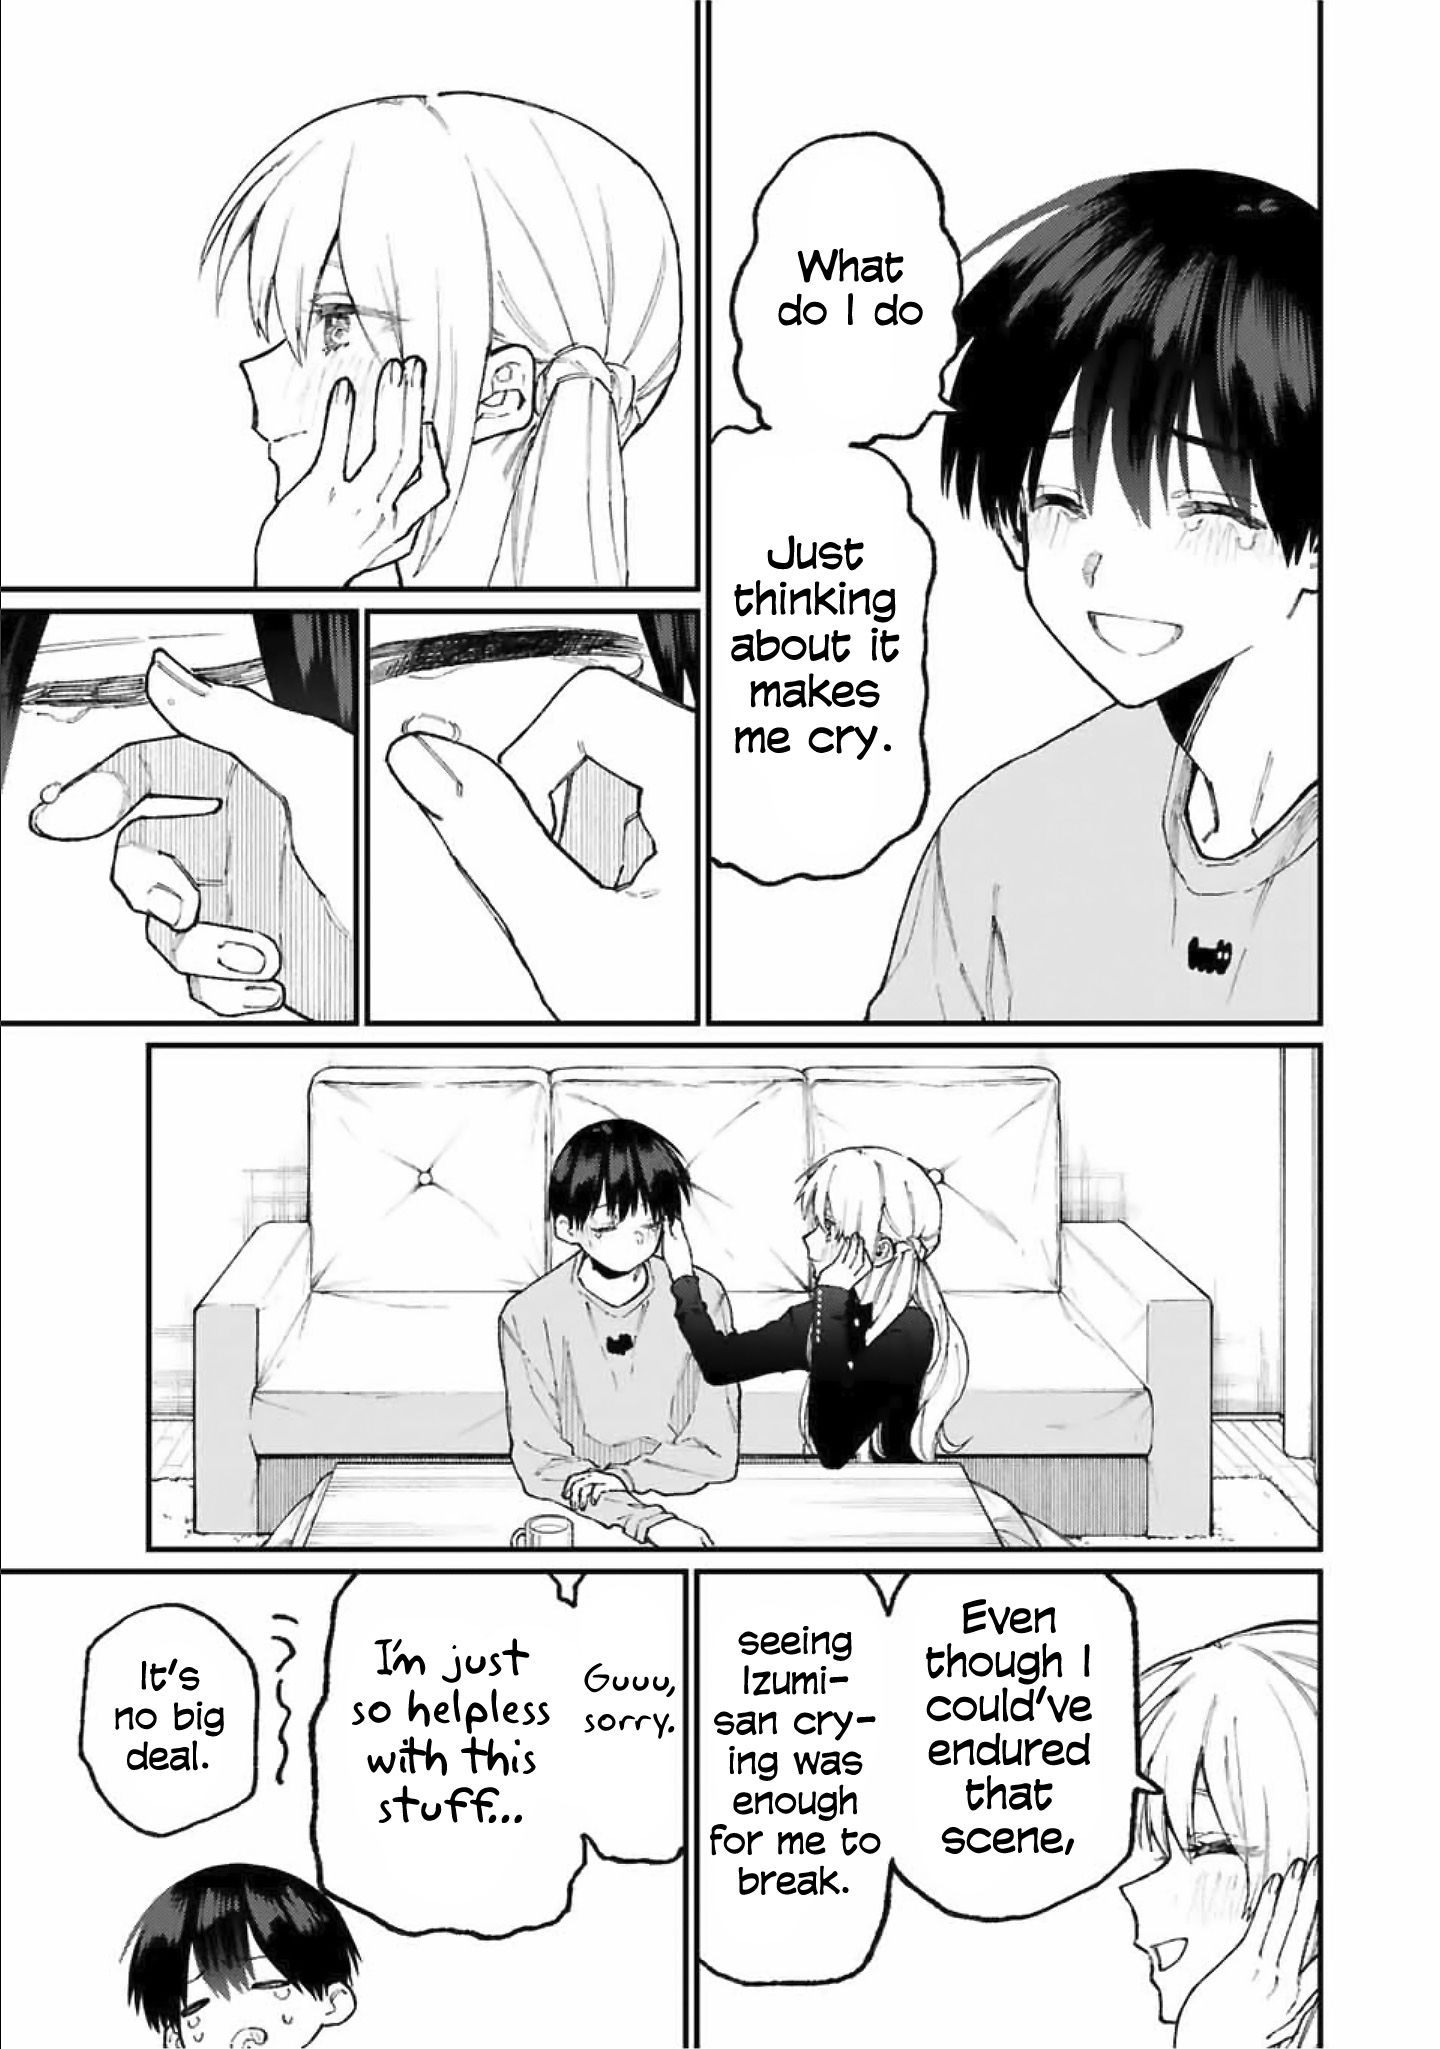 What
do I do
Just
thinking
about it
makes
me cry.
Even
though I
could've
endured
that
scene,
seeing
Izumi-
san cry-
ing was
enough
for me to
break.
Guuu,
sorry.
I'm just
so helpless
with this
stuff...
It's
no big
deal.